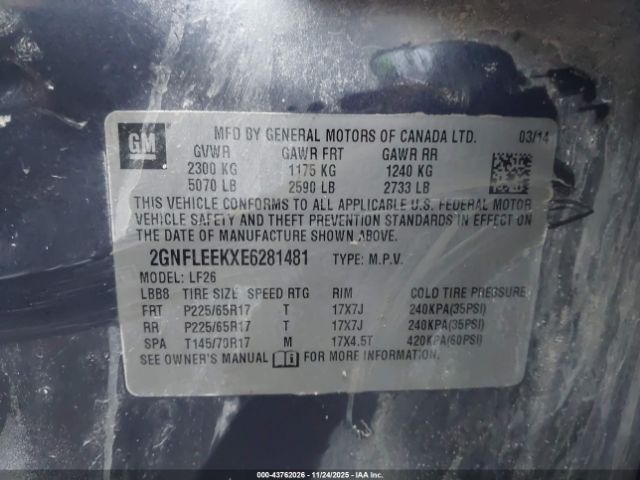 GM
MFD BY GENERAL MOTORS OF CANADA LTD. 03/14
GVWR GAWR FRT GAWR RR
2300 KG 1175 KG 1240 KG
5070 LB 2590 LB 2733 LB
THIS VEHICLE CONFORMS TO ALL APPLICABLE U.S. FEDERAL MOTOR
VEHICLE SAFETY AND THEFT PREVENTION STANDARDS IN EFFECT ON
THE DATE OF MANUFACTURE SHOWN ABOVE.
2GNFLEEKXE6281481 TYPE: M.P.V.
MODEL: LF26
LBB8 TIRE SIZE SPEED RTG RIM COLD TIRE PRESSURE
FRT P225/65R17 T 17X7J 240KPA(35PSI)
RR P225/65R17 T 17X7J 240KPA(35PSI)
SPA T145/70R17 M 17X4.5T 420KPA(60PSI)
SEE OWNER'S MANUAL FOR MORE INFORMATION.
000-43762026 - 11/24/2025 - IAAI.com